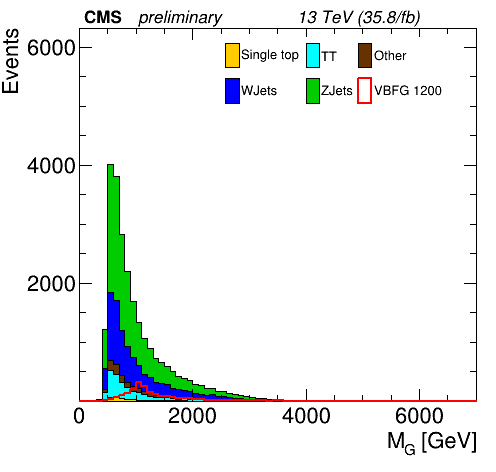 CMS preliminary 13 TeV (35.8/fb)
Events
6000
4000
2000
Single top TT Other
WJets ZJets VBFG 1200
0 2000 4000 6000
M_G [GeV]